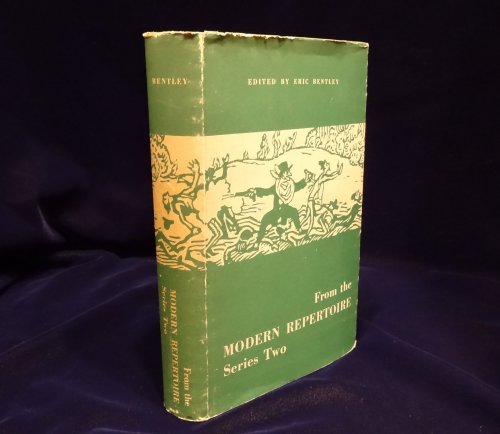 BENTLEY
From the
MODERN REPERTOIRE
Series Two
EDITED BY ERIC BENTLEY
From the
MODERN REPERTOIRE
Series Two